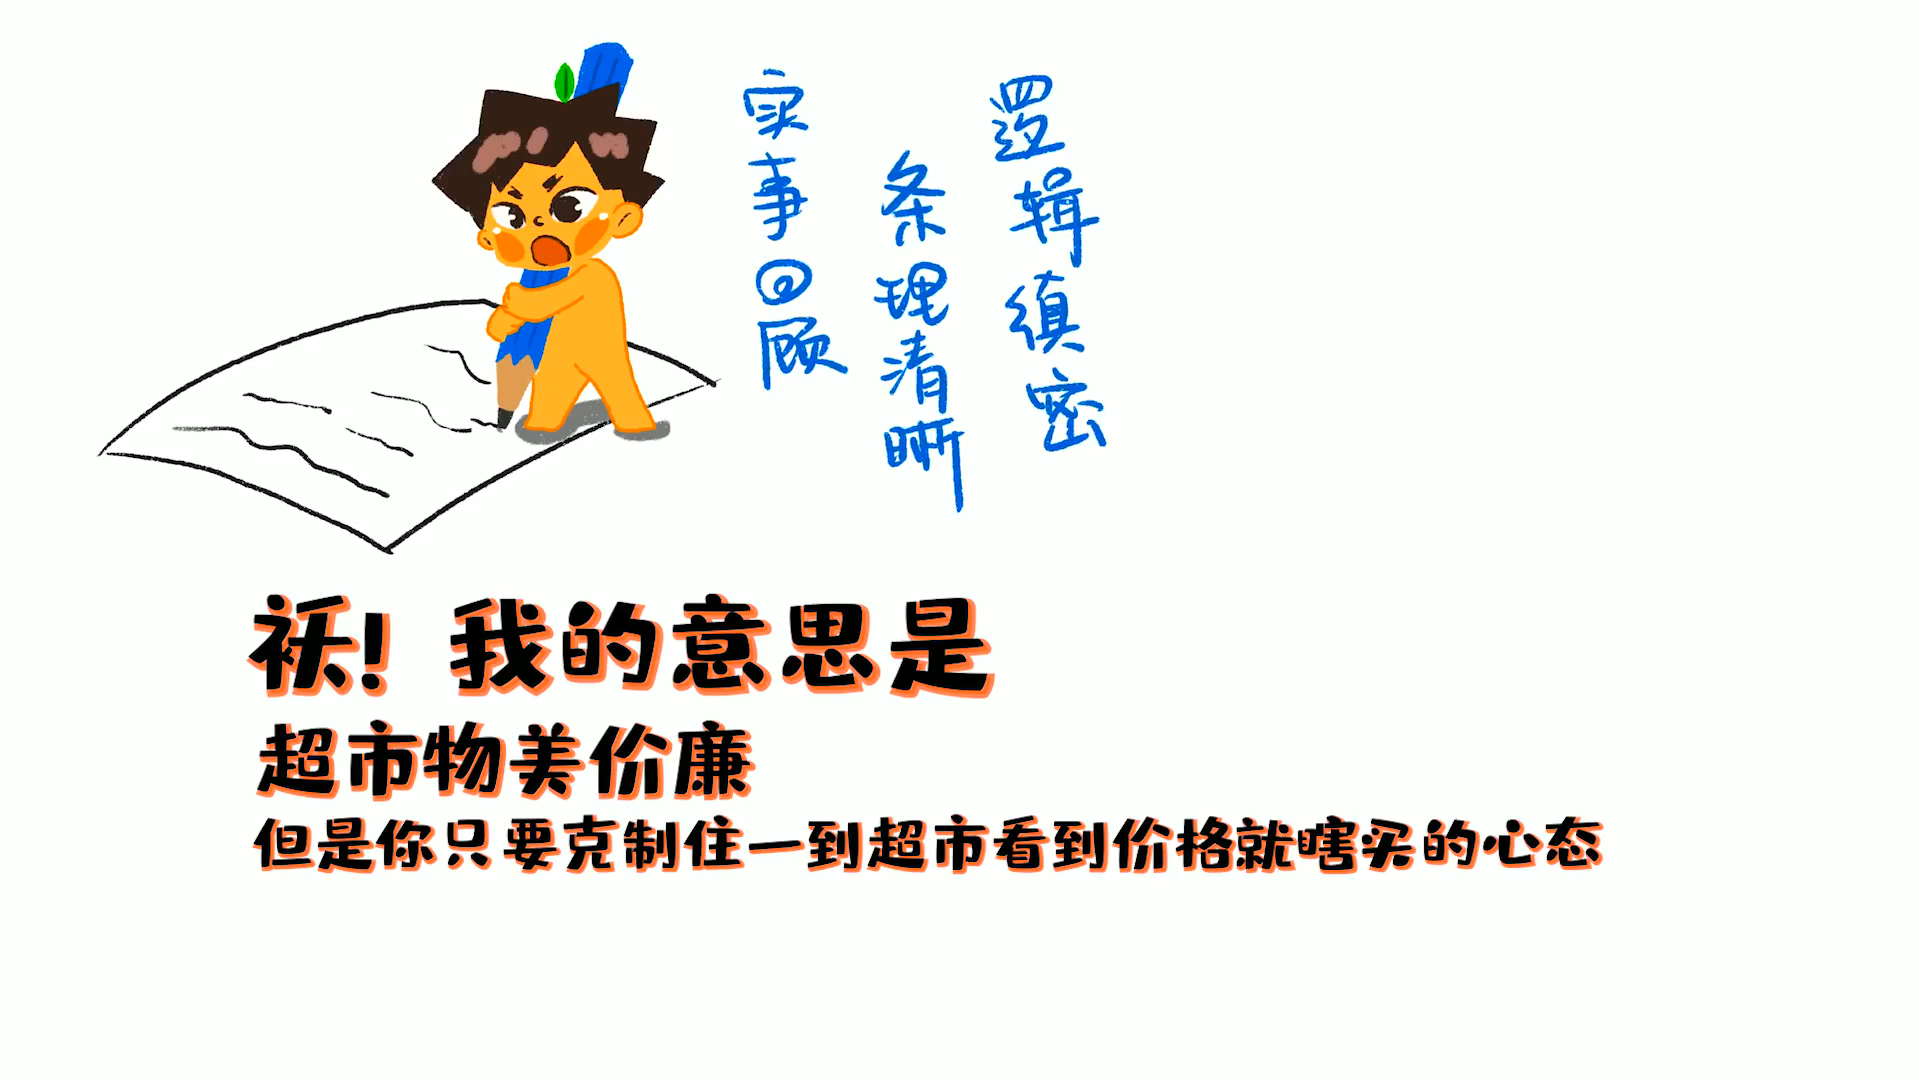 实事回顾
条理清晰
逻辑缜密
袄！我的意思是
超市物美价廉
但是你只要克制住一到超市看到价格就瞎买的心态